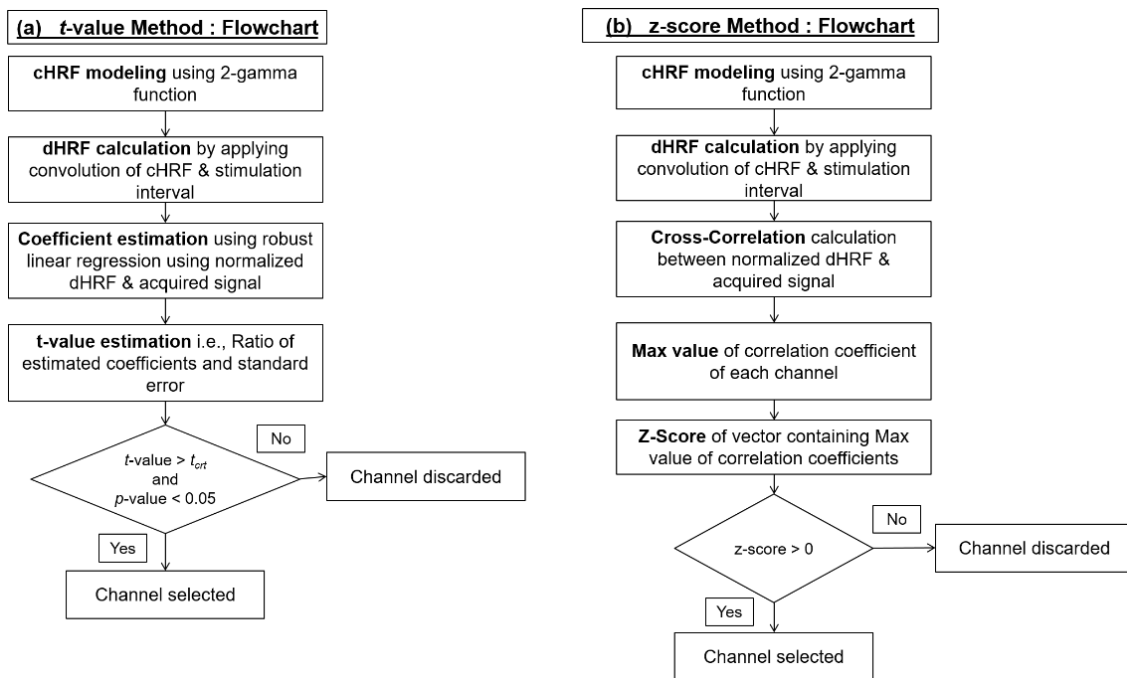 (a) t-value Method : Flowchart
cHRF modeling using 2-gamma
function
dHRF calculation by applying
convolution of cHRF & stimulation
interval
Coefficient estimation using robust
linear regression using normalized
dHRF & acquired signal
t-value estimation i.e., Ratio of
estimated coefficients and standard
error
t-value > tcrt
and
p-value < 0.05
No
Channel discarded
Yes
Channel selected
(b) z-score Method : Flowchart
cHRF modeling using 2-gamma
function
dHRF calculation by applying
convolution of cHRF & stimulation
interval
Cross-Correlation calculation
between normalized dHRF &
acquired signal
Max value of correlation coefficient
of each channel
Z-Score of vector containing Max
value of correlation coefficients
z-score > 0
No
Channel discarded
Yes
Channel selected